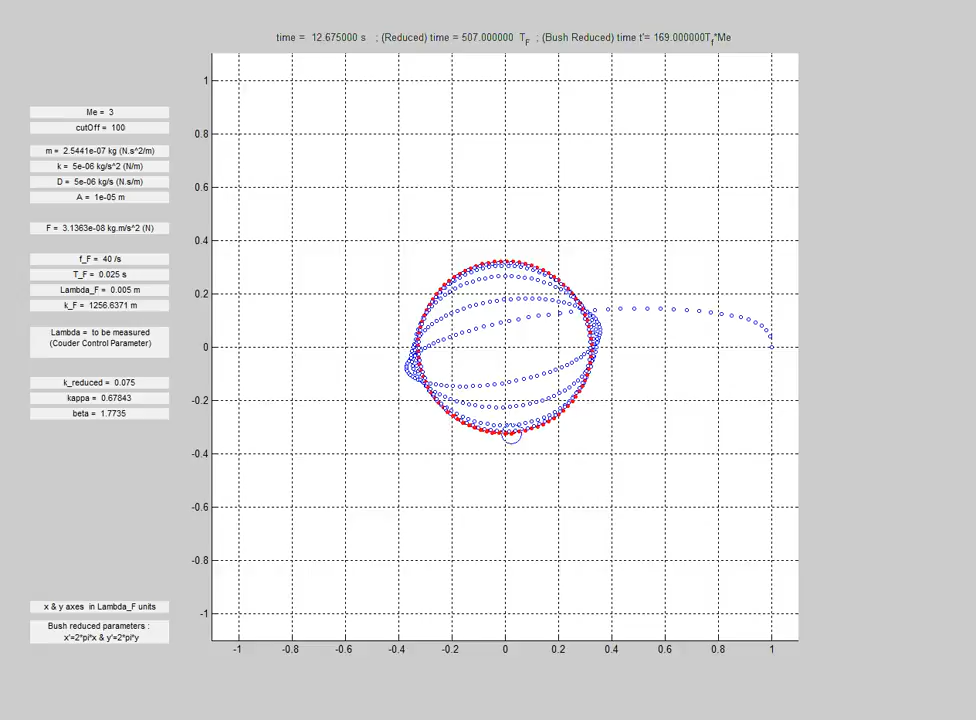 time =  12.675000 s  ; (Reduced) time = 507.000000  T_F  ; (Bush Reduced) time t'= 169.000000T_f*Me
Me =  3
cutOff =  100
m =  2.5441e-07 kg (N.s^2/m)
k =  5e-06 kg/s^2 (N/m)
D =  5e-06 kg/s (N.s/m)
A =  1e-05 m
F =  3.1363e-08 kg.m/s^2 (N)
f_F =  40 /s
T_F =  0.025 s
Lambda_F =  0.005 m
k_F =  1256.6371 m
Lambda =  to be measured
(Couder Control Parameter)
k_reduced =  0.075
kappa =  0.67843
beta =  1.7735
x & y axes  in Lambda_F units
Bush reduced parameters :
x'=2*pi*x & y'=2*pi*y
1
0.8
0.6
0.4
0.2
0
-0.2
-0.4
-0.6
-0.8
-1
-1 -0.8 -0.6 -0.4 -0.2 0 0.2 0.4 0.6 0.8 1